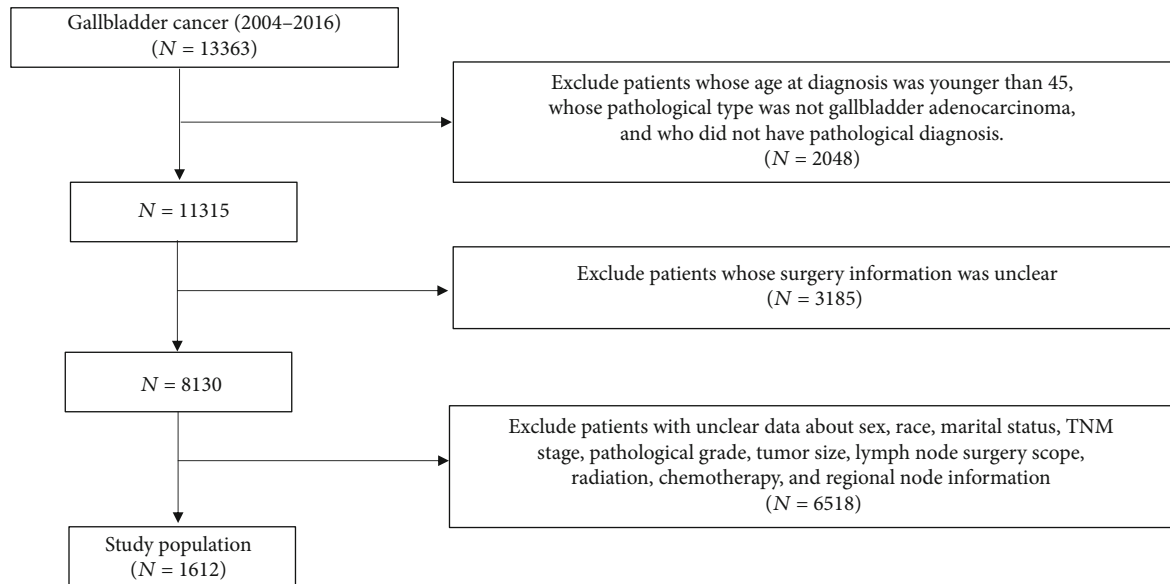 Gallbladder cancer (2004–2016)
(N = 13363)
Exclude patients whose age at diagnosis was younger than 45,
whose pathological type was not gallbladder adenocarcinoma,
and who did not have pathological diagnosis.
(N = 2048)
N = 11315
Exclude patients whose surgery information was unclear
(N = 3185)
N = 8130
Exclude patients with unclear data about sex, race, marital status, TNM
stage, pathological grade, tumor size, lymph node surgery scope,
radiation, chemotherapy, and regional node information
(N = 6518)
Study population
(N = 1612)